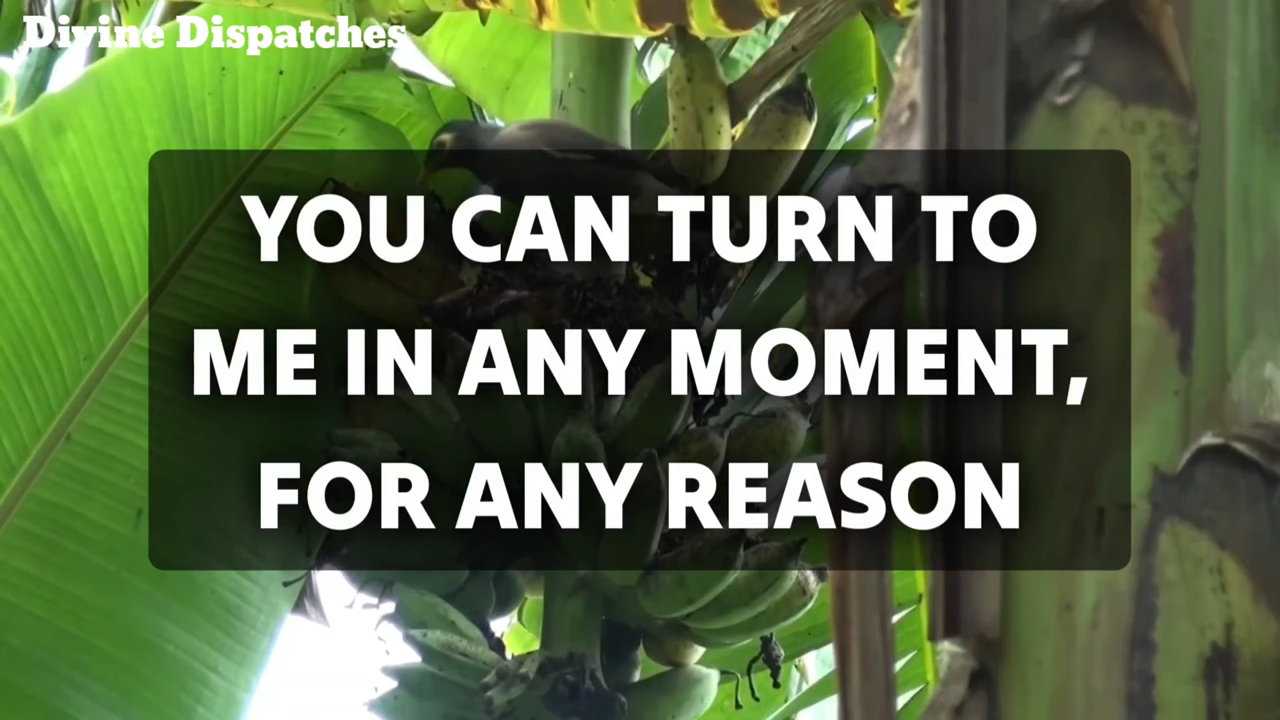 Divine Dispatches
YOU CAN TURN TO
ME IN ANY MOMENT,
FOR ANY REASON